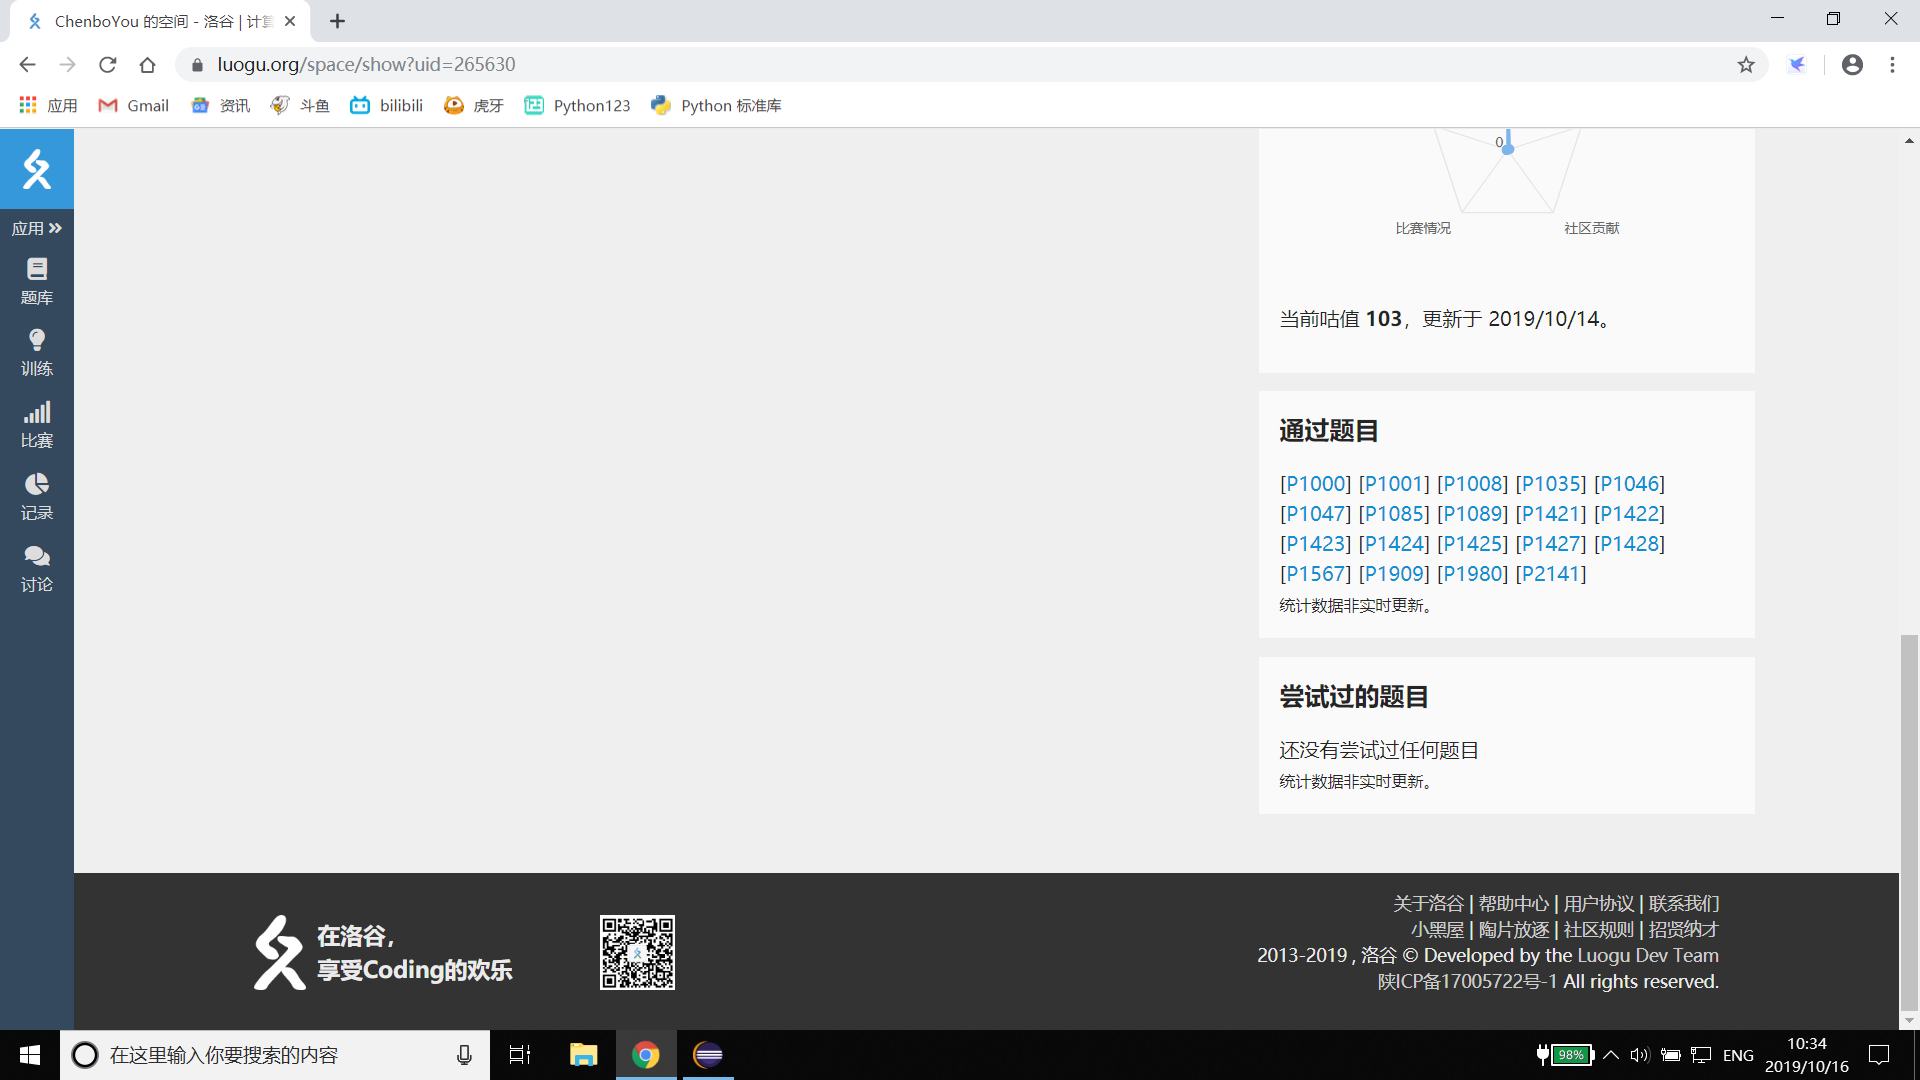 ChenboYou 的空间 - 洛谷 | 计算
luogu.org/space/show?uid=265630
应用 Gmail 资讯 斗鱼 bilibili 虎牙 Python123 Python 标准库
应用
题库
训练
比赛
记录
讨论
0
比赛情况 社区贡献
当前咕值 103，更新于 2019/10/14。
通过题目
[P1000] [P1001] [P1008] [P1035] [P1046]
[P1047] [P1085] [P1089] [P1421] [P1422]
[P1423] [P1424] [P1425] [P1427] [P1428]
[P1567] [P1909] [P1980] [P2141]
统计数据非实时更新。
尝试过的题目
还没有尝试过任何题目
统计数据非实时更新。
在洛谷，
享受Coding的欢乐
关于洛谷 | 帮助中心 | 用户协议 | 联系我们
小黑屋 | 陶片放逐 | 社区规则 | 招贤纳才
2013-2019 , 洛谷 © Developed by the Luogu Dev Team
陕ICP备17005722号-1 All rights reserved.
在这里输入你要搜索的内容
98%
ENG
10:34
2019/10/16